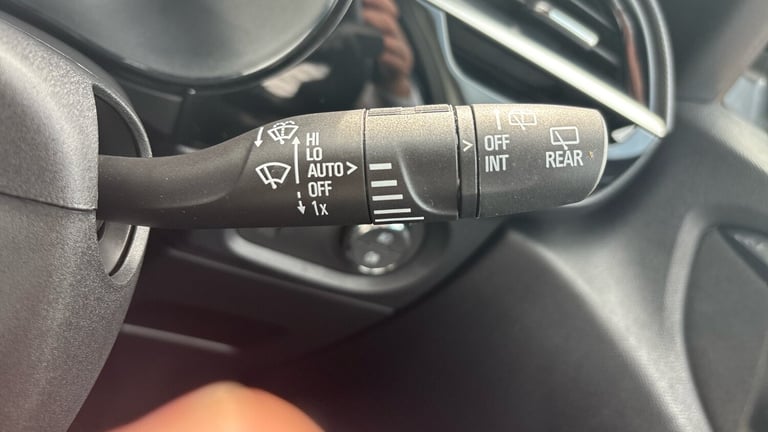 HI
LO
AUTO>
OFF
1x
>
OFF
INT
REAR